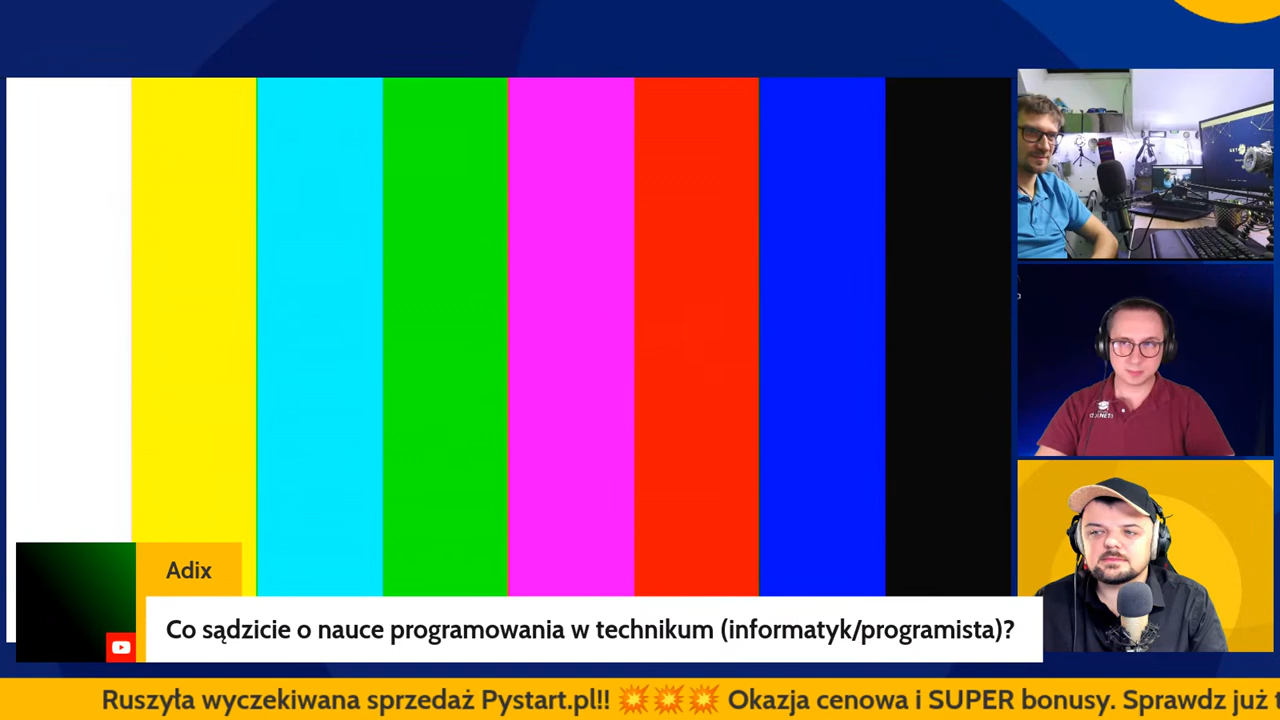 Adix
Co sądzicie o nauce programowania w technikum (informatyk/programista)?
Ruszyła wyczekiwana sprzedaż Pystart.pl!! 💥💥💥 Okazja cenowa i SUPER bonusy. Sprawdz już t